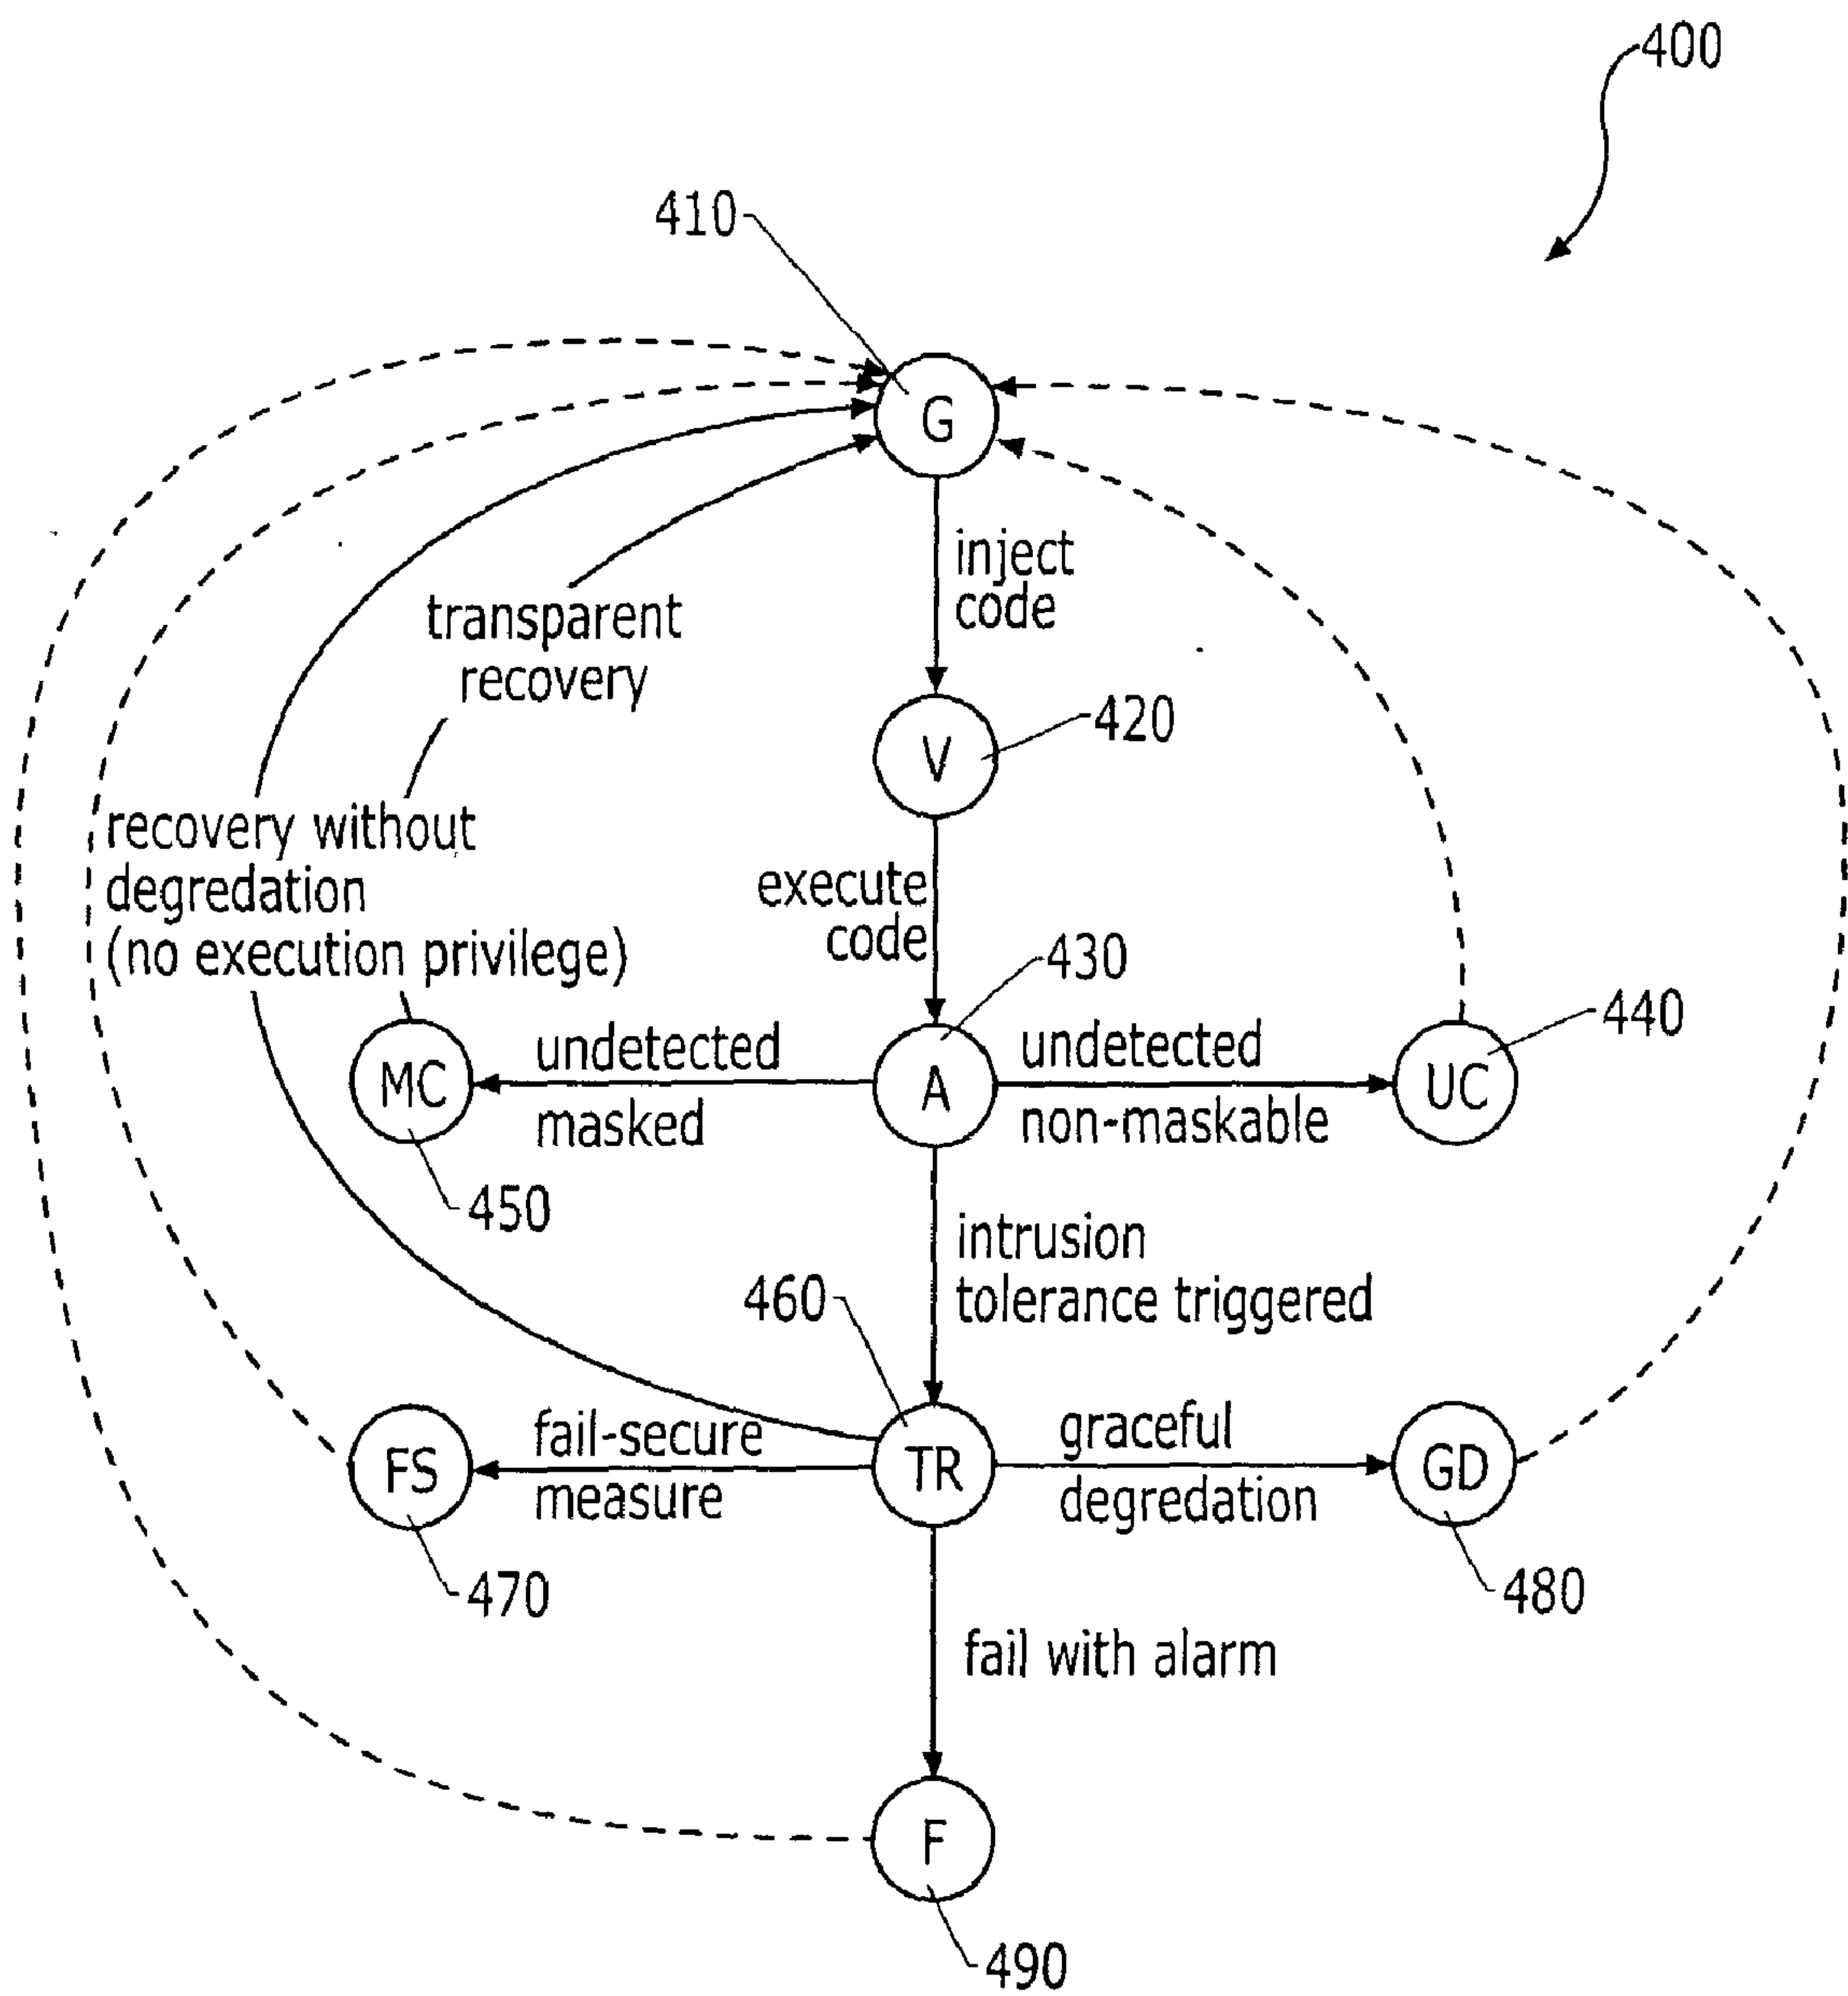 400
410
G
inject
code
transparent
recovery
V
420
recovery without
degredation
(no execution privilege)
execute
code
430
440
MC
undetected
masked
A
undetected
non-maskable
UC
450
intrusion
tolerance triggered
460
FS
fail-secure
measure
TR
graceful
degredation
GD
470
480
fail with alarm
F
490